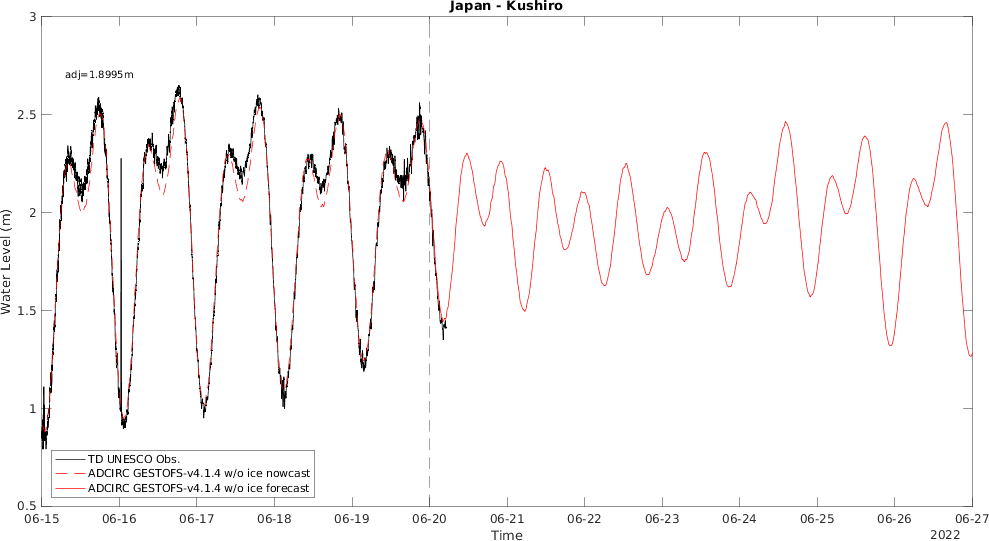 Japan - Kushiro
3
adj=1.8995m
2.5
2
Water Level (m)
1.5
1
TD UNESCO Obs.
ADCIRC GESTOFS-v4.1.4 w/o ice nowcast
ADCIRC GESTOFS-v4.1.4 w/o ice forecast
0.5
06-15 06-16 06-17 06-18 06-19 06-20 06-21 06-22 06-23 06-24 06-25 06-26 06-27
Time
2022